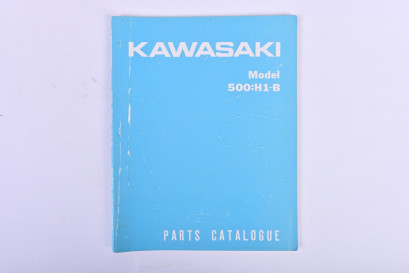 KAWASAKI
Model
500:H1-B
PARTS CATALOGUE